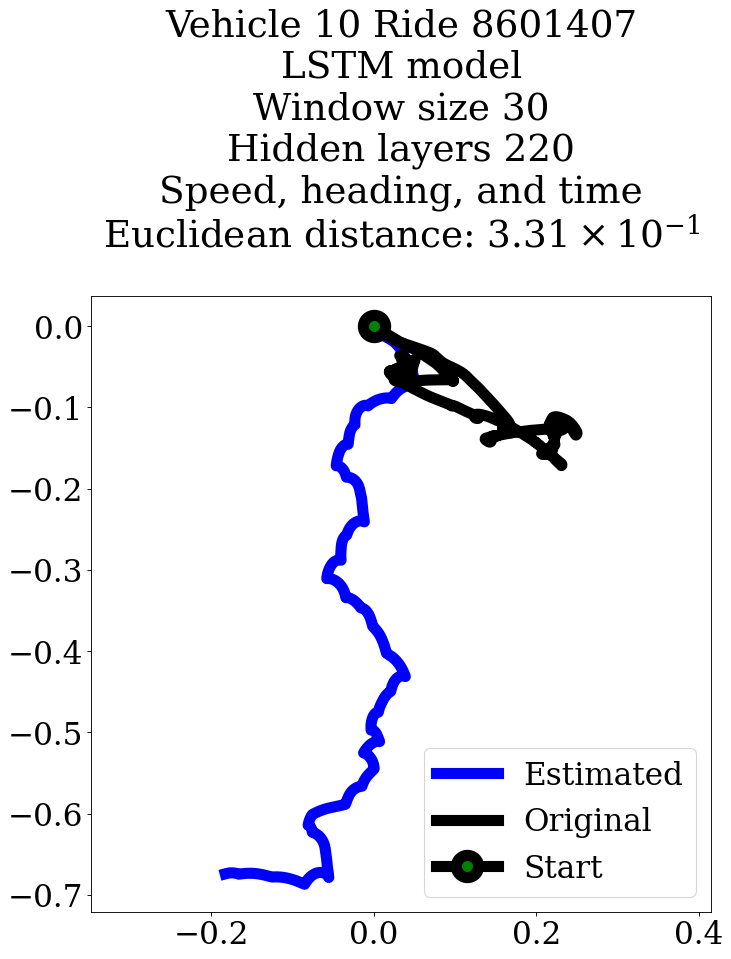 Vehicle 10 Ride 8601407
LSTM model
Window size 30
Hidden layers 220
Speed, heading, and time
Euclidean distance: 3.31 × 10⁻¹
0.0
−0.1
−0.2
−0.3
−0.4
−0.5
−0.6
−0.7
Estimated
Original
Start
−0.2 0.0 0.2 0.4